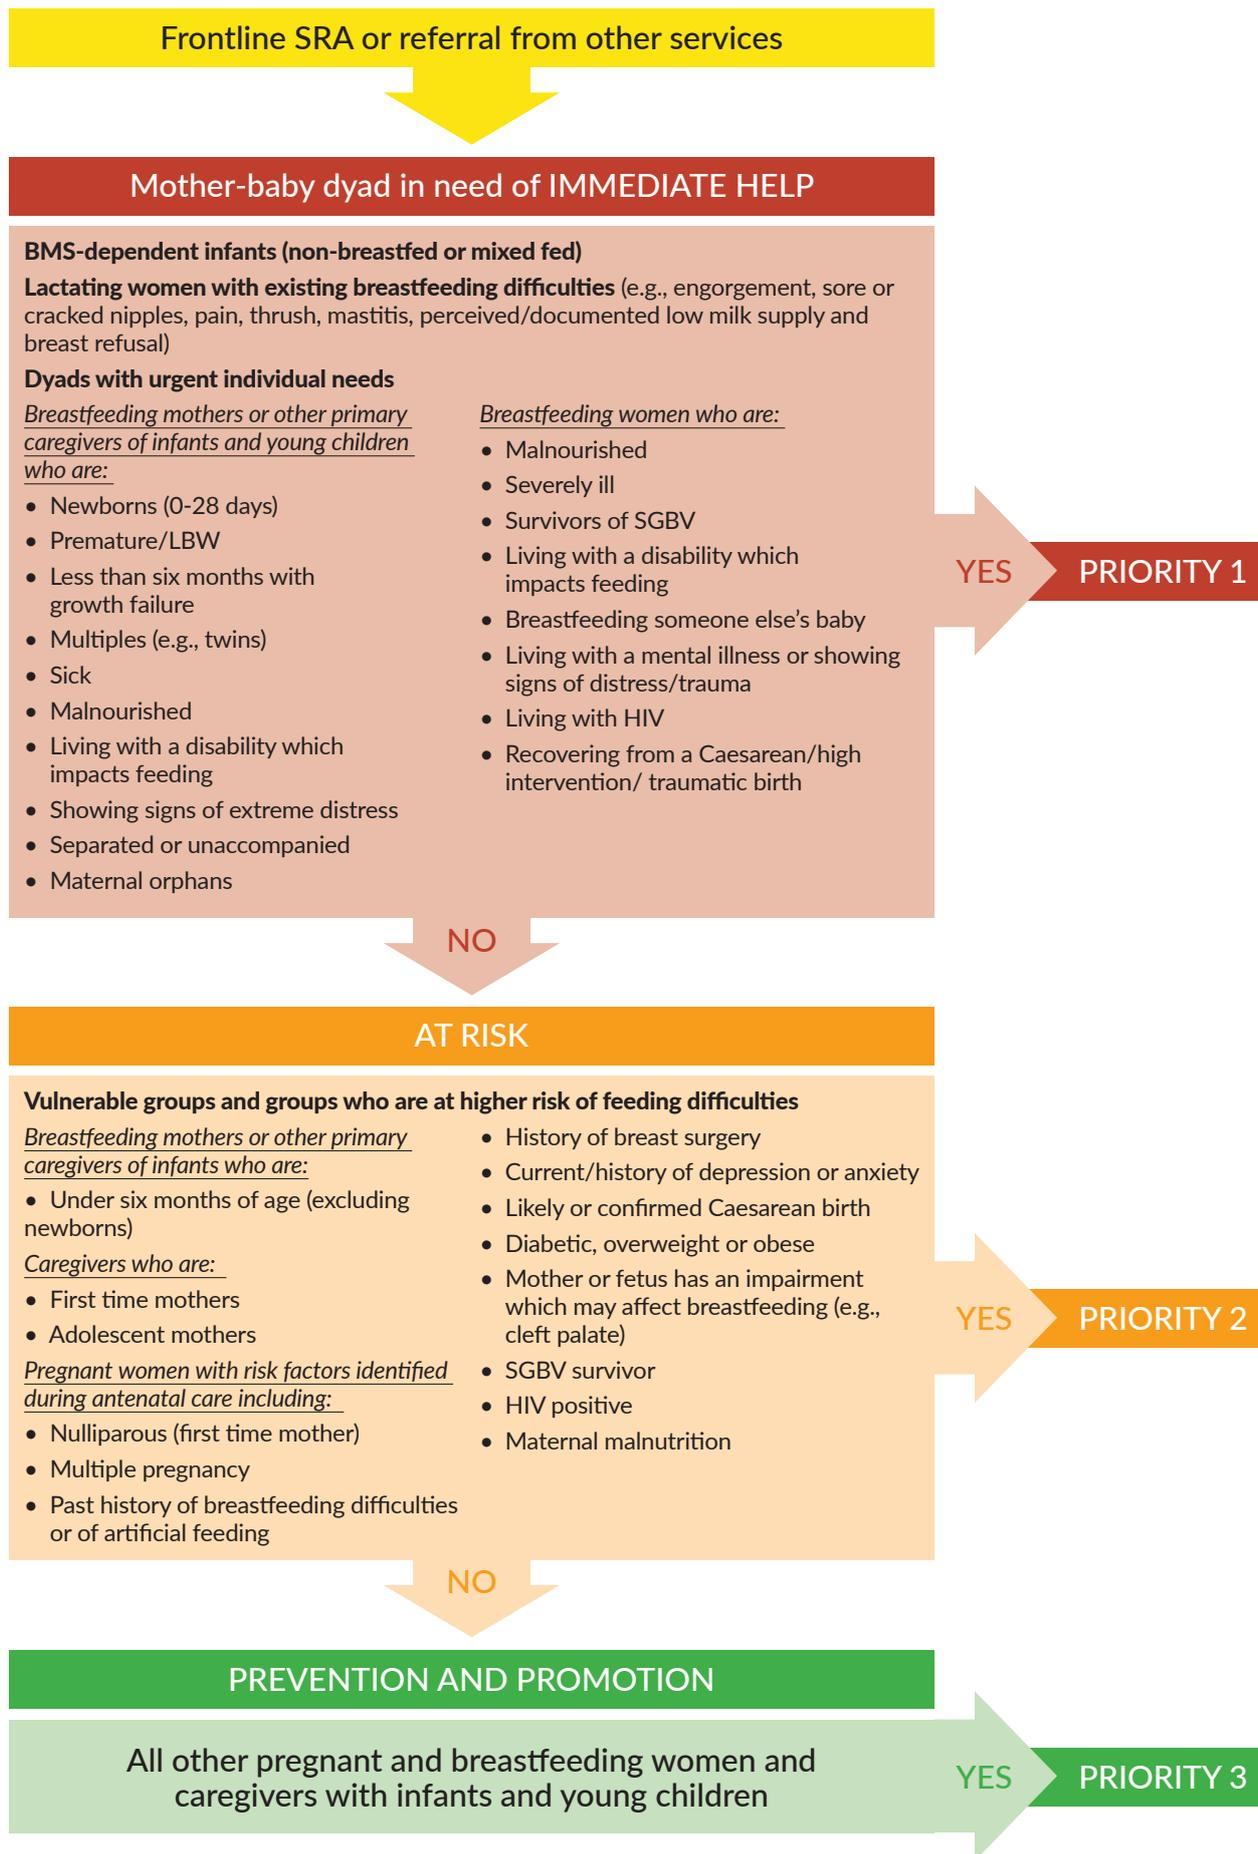 Frontline SRA or referral from other services
Mother-baby dyad in need of IMMEDIATE HELP
BMS-dependent infants (non-breastfed or mixed fed)
Lactating women with existing breastfeeding difficulties (e.g., engorgement, sore or
cracked nipples, pain, thrush, mastitis, perceived/documented low milk supply and
breast refusal)
Dyads with urgent individual needs
Breastfeeding mothers or other primary
caregivers of infants and young children
who are:
• Newborns (0-28 days)
• Premature/LBW
• Less than six months with
growth failure
• Multiples (e.g., twins)
• Sick
• Malnourished
• Living with a disability which
impacts feeding
• Showing signs of extreme distress
• Separated or unaccompanied
• Maternal orphans
Breastfeeding women who are:
• Malnourished
• Severely ill
• Survivors of SGBV
• Living with a disability which
impacts feeding
• Breastfeeding someone else’s baby
• Living with a mental illness or showing
signs of distress/trauma
• Living with HIV
• Recovering from a Caesarean/high
intervention/ traumatic birth
YES
PRIORITY 1
NO
AT RISK
Vulnerable groups and groups who are at higher risk of feeding difficulties
Breastfeeding mothers or other primary
caregivers of infants who are:
• Under six months of age (excluding
newborns)
Caregivers who are:
• First time mothers
• Adolescent mothers
Pregnant women with risk factors identified
during antenatal care including:
• Nulliparous (first time mother)
• Multiple pregnancy
• Past history of breastfeeding difficulties
or of artificial feeding
• History of breast surgery
• Current/history of depression or anxiety
• Likely or confirmed Caesarean birth
• Diabetic, overweight or obese
• Mother or fetus has an impairment
which may affect breastfeeding (e.g.,
cleft palate)
• SGBV survivor
• HIV positive
• Maternal malnutrition
YES
PRIORITY 2
NO
PREVENTION AND PROMOTION
All other pregnant and breastfeeding women and
caregivers with infants and young children
YES
PRIORITY 3